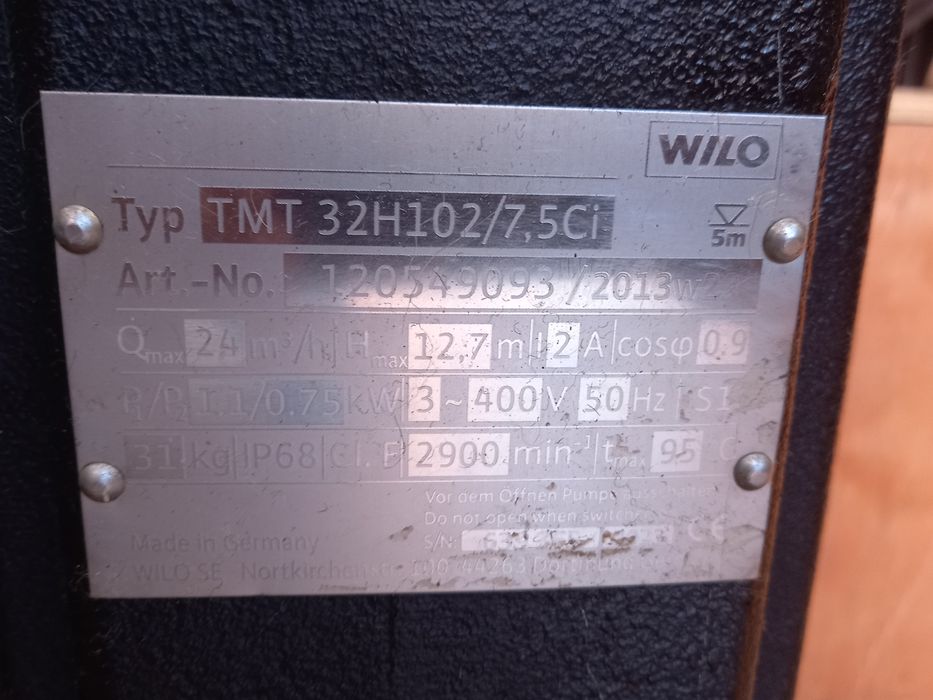 WILO
Typ TMT 32H102/7,5Ci
5m
Art.-No. 120549093 /2013w2
Qmax 24 m³/h H max 12,7 m I 2 A cosφ 0.9
P₁/P₂ 1.1/0.75 kW 3 ~ 400 V 50 Hz S1
31 kg IP68 Cl. F 2900 min⁻¹ tmax 95 °C
Vor dem Öffnen Pumpe ausschalten
Do not open when switched
Made in Germany S/N: CE
WILO SE Nortkirchenstr. 100 44263 Dortmund